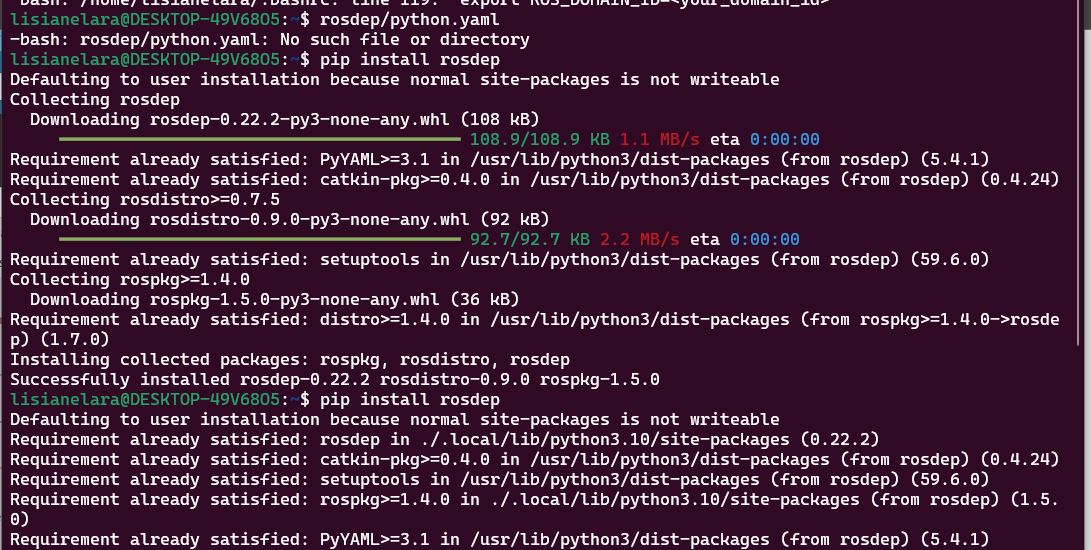 -bash: /home/lisianelara/.bashrc: line 119: `export ROS_DOMAIN_ID=<your_domain_id>'
lisianelara@DESKTOP-49V68O5:~$ rosdep/python.yaml
-bash: rosdep/python.yaml: No such file or directory
lisianelara@DESKTOP-49V68O5:~$ pip install rosdep
Defaulting to user installation because normal site-packages is not writeable
Collecting rosdep
Downloading rosdep-0.22.2-py3-none-any.whl (108 kB)
108.9/108.9 KB 1.1 MB/s eta 0:00:00
Requirement already satisfied: PyYAML>=3.1 in /usr/lib/python3/dist-packages (from rosdep) (5.4.1)
Requirement already satisfied: catkin-pkg>=0.4.0 in /usr/lib/python3/dist-packages (from rosdep) (0.4.24)
Collecting rosdistro>=0.7.5
Downloading rosdistro-0.9.0-py3-none-any.whl (92 kB)
92.7/92.7 KB 2.2 MB/s eta 0:00:00
Requirement already satisfied: setuptools in /usr/lib/python3/dist-packages (from rosdep) (59.6.0)
Collecting rospkg>=1.4.0
Downloading rospkg-1.5.0-py3-none-any.whl (36 kB)
Requirement already satisfied: distro>=1.4.0 in /usr/lib/python3/dist-packages (from rospkg>=1.4.0->rosde
p) (1.7.0)
Installing collected packages: rospkg, rosdistro, rosdep
Successfully installed rosdep-0.22.2 rosdistro-0.9.0 rospkg-1.5.0
lisianelara@DESKTOP-49V68O5:~$ pip install rosdep
Defaulting to user installation because normal site-packages is not writeable
Requirement already satisfied: rosdep in ./.local/lib/python3.10/site-packages (0.22.2)
Requirement already satisfied: catkin-pkg>=0.4.0 in /usr/lib/python3/dist-packages (from rosdep) (0.4.24)
Requirement already satisfied: setuptools in /usr/lib/python3/dist-packages (from rosdep) (59.6.0)
Requirement already satisfied: rospkg>=1.4.0 in ./.local/lib/python3.10/site-packages (from rosdep) (1.5.
0)
Requirement already satisfied: PyYAML>=3.1 in /usr/lib/python3/dist-packages (from rosdep) (5.4.1)